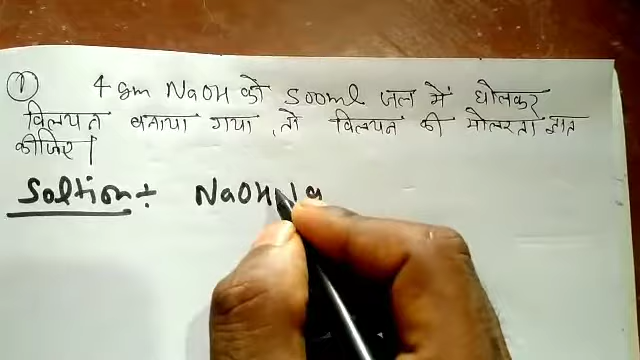 ① 4 gm NaOH को 500ml जल में घोलकर
विलयन बनाया गया, तो विलयन की मोलरता ज्ञात
कीजिए।
Soltion÷ NaOH